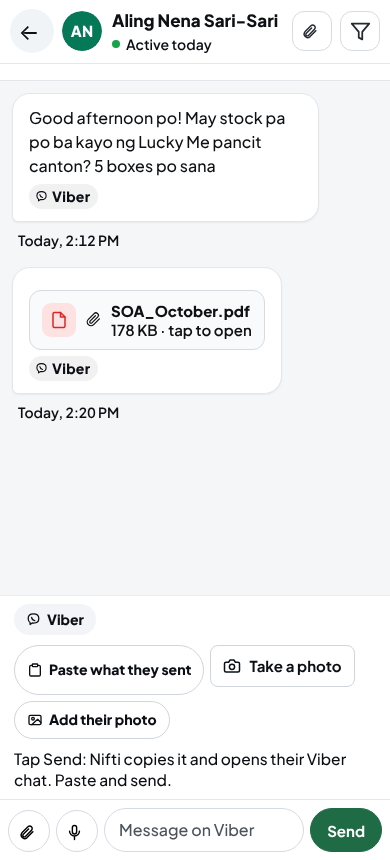 AN
Aling Nena Sari-Sari
Active today
Good afternoon po! May stock pa
po ba kayo ng Lucky Me pancit
canton? 5 boxes po sana
Viber
Today, 2:12 PM
SOA_October.pdf
178 KB · tap to open
Viber
Today, 2:20 PM
Viber
Paste what they sent
Take a photo
Add their photo
Tap Send: Nifti copies it and opens their Viber
chat. Paste and send.
Message on Viber
Send